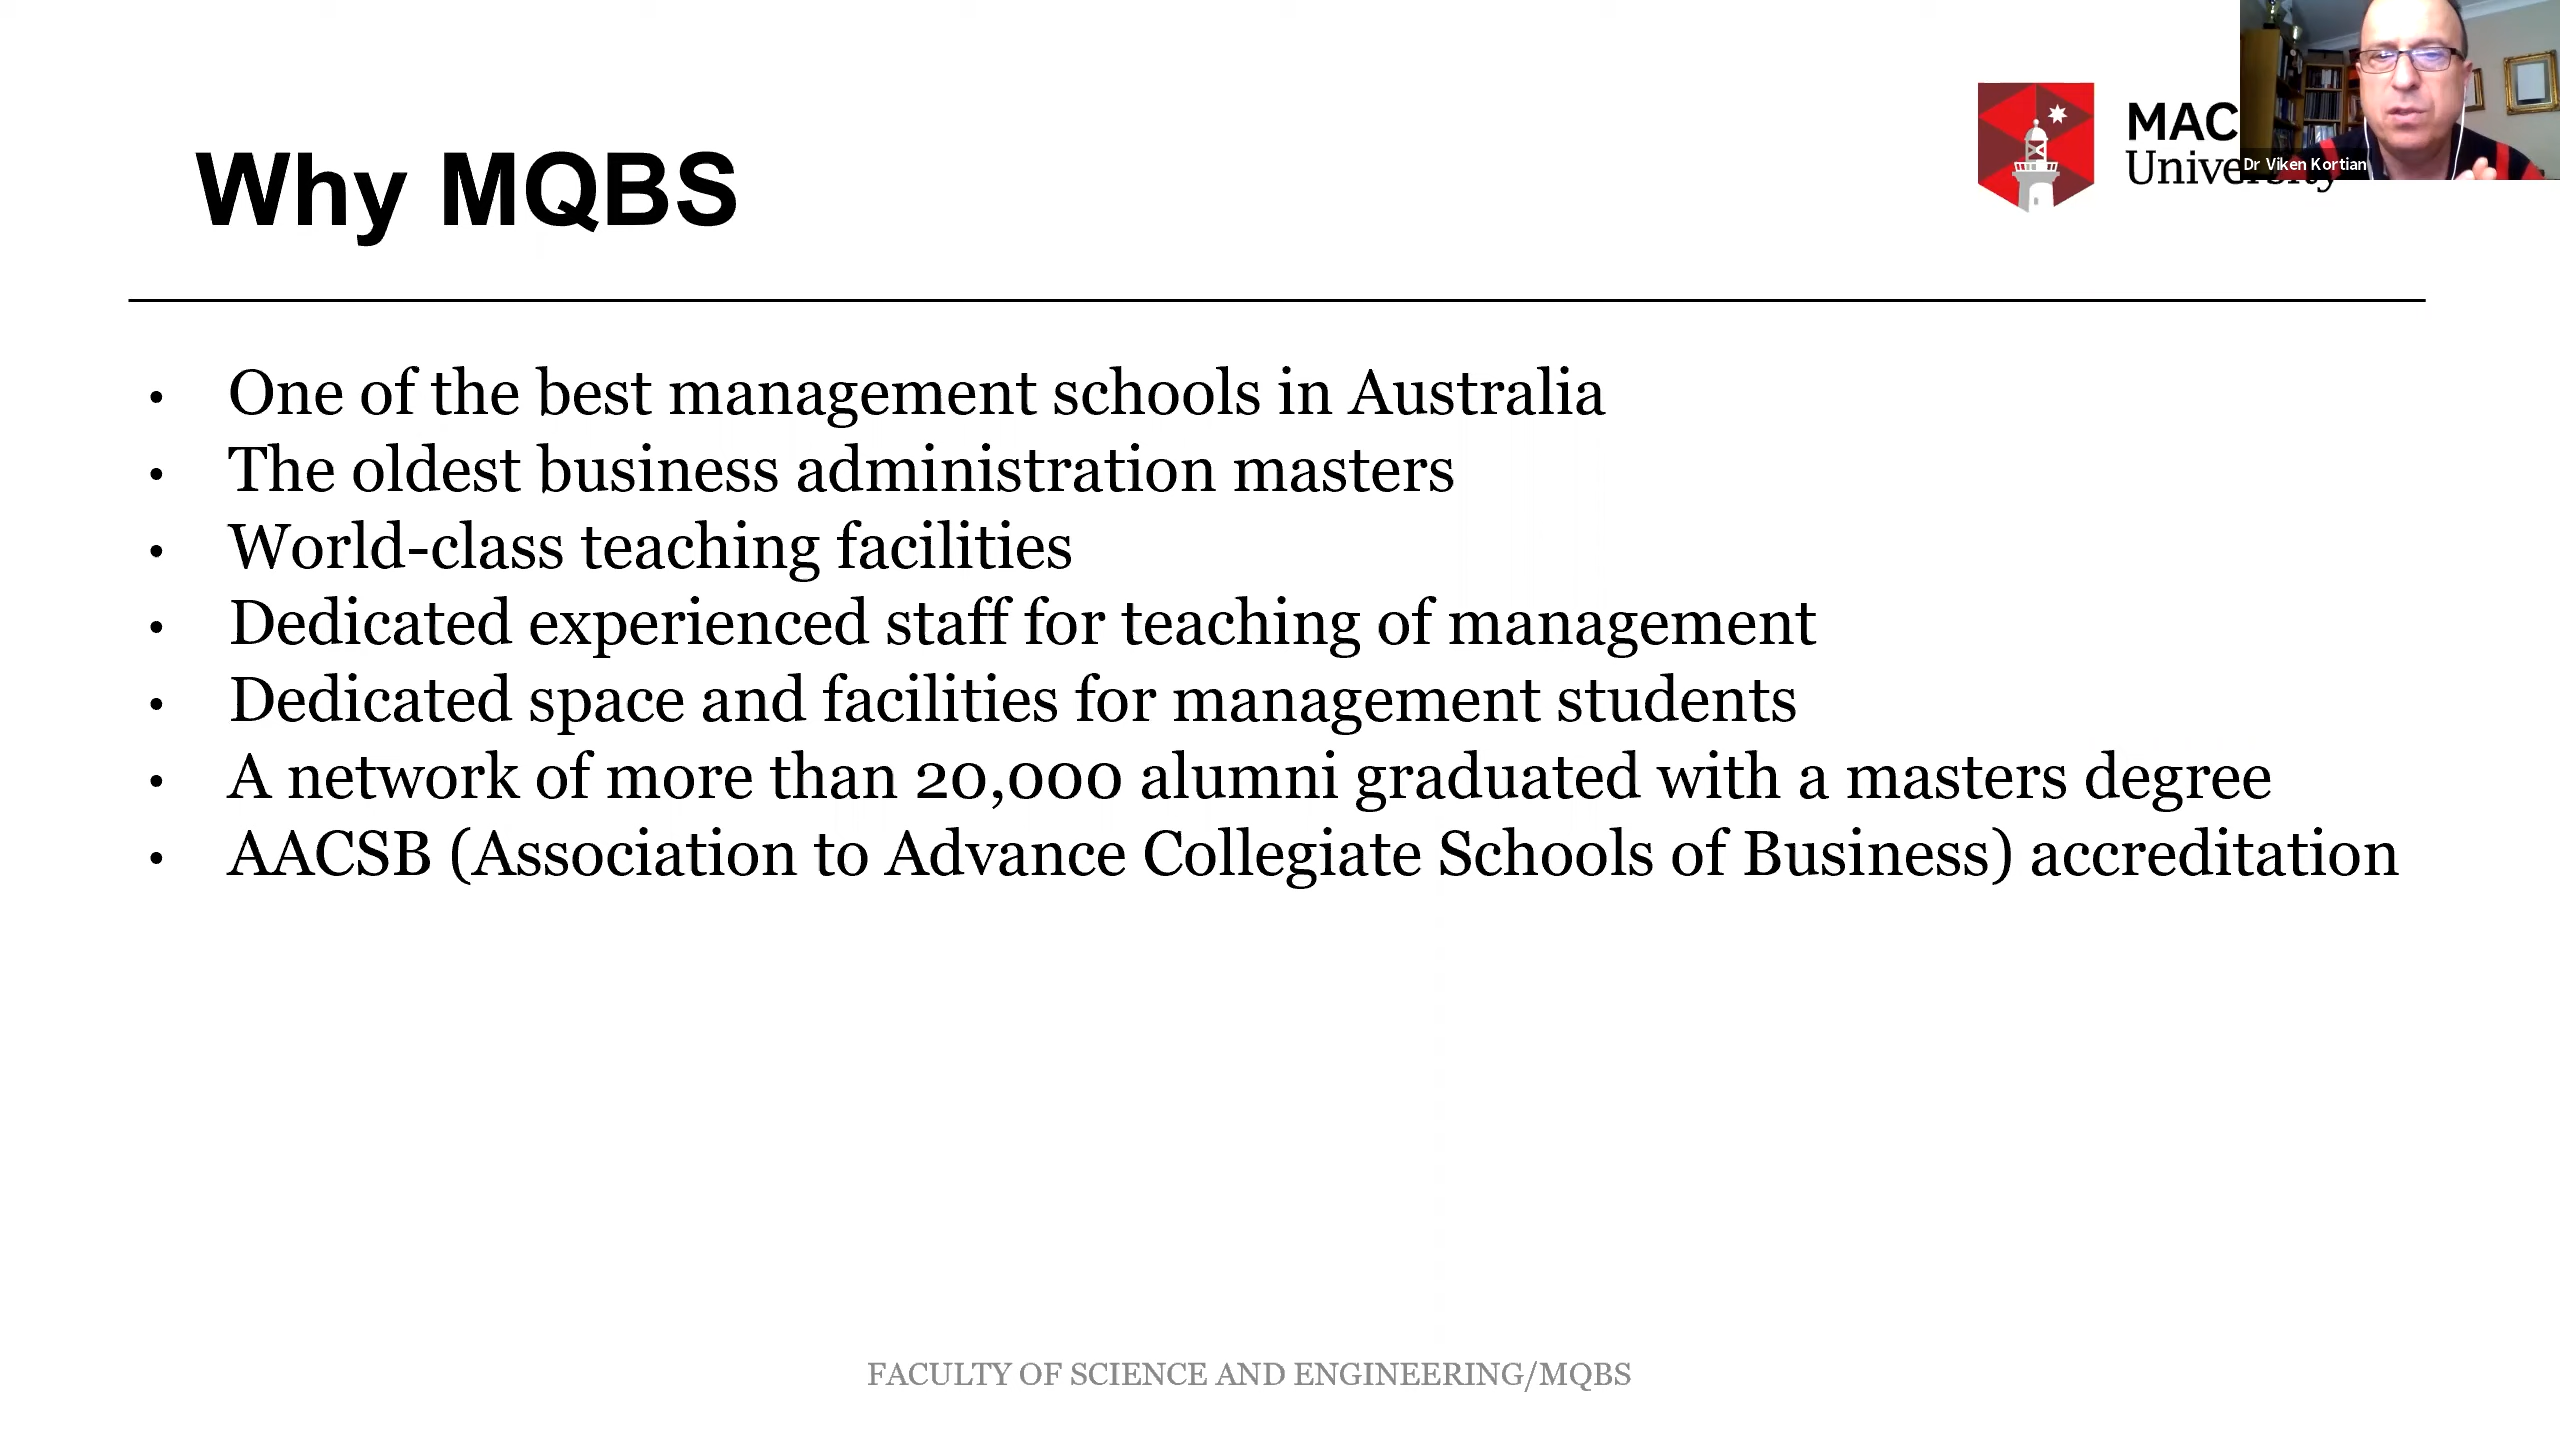 Why MQBS
MAC
University
Dr Viken Kortian
• One of the best management schools in Australia
• The oldest business administration masters
• World-class teaching facilities
• Dedicated experienced staff for teaching of management
• Dedicated space and facilities for management students
• A network of more than 20,000 alumni graduated with a masters degree
• AACSB (Association to Advance Collegiate Schools of Business) accreditation
FACULTY OF SCIENCE AND ENGINEERING/MQBS